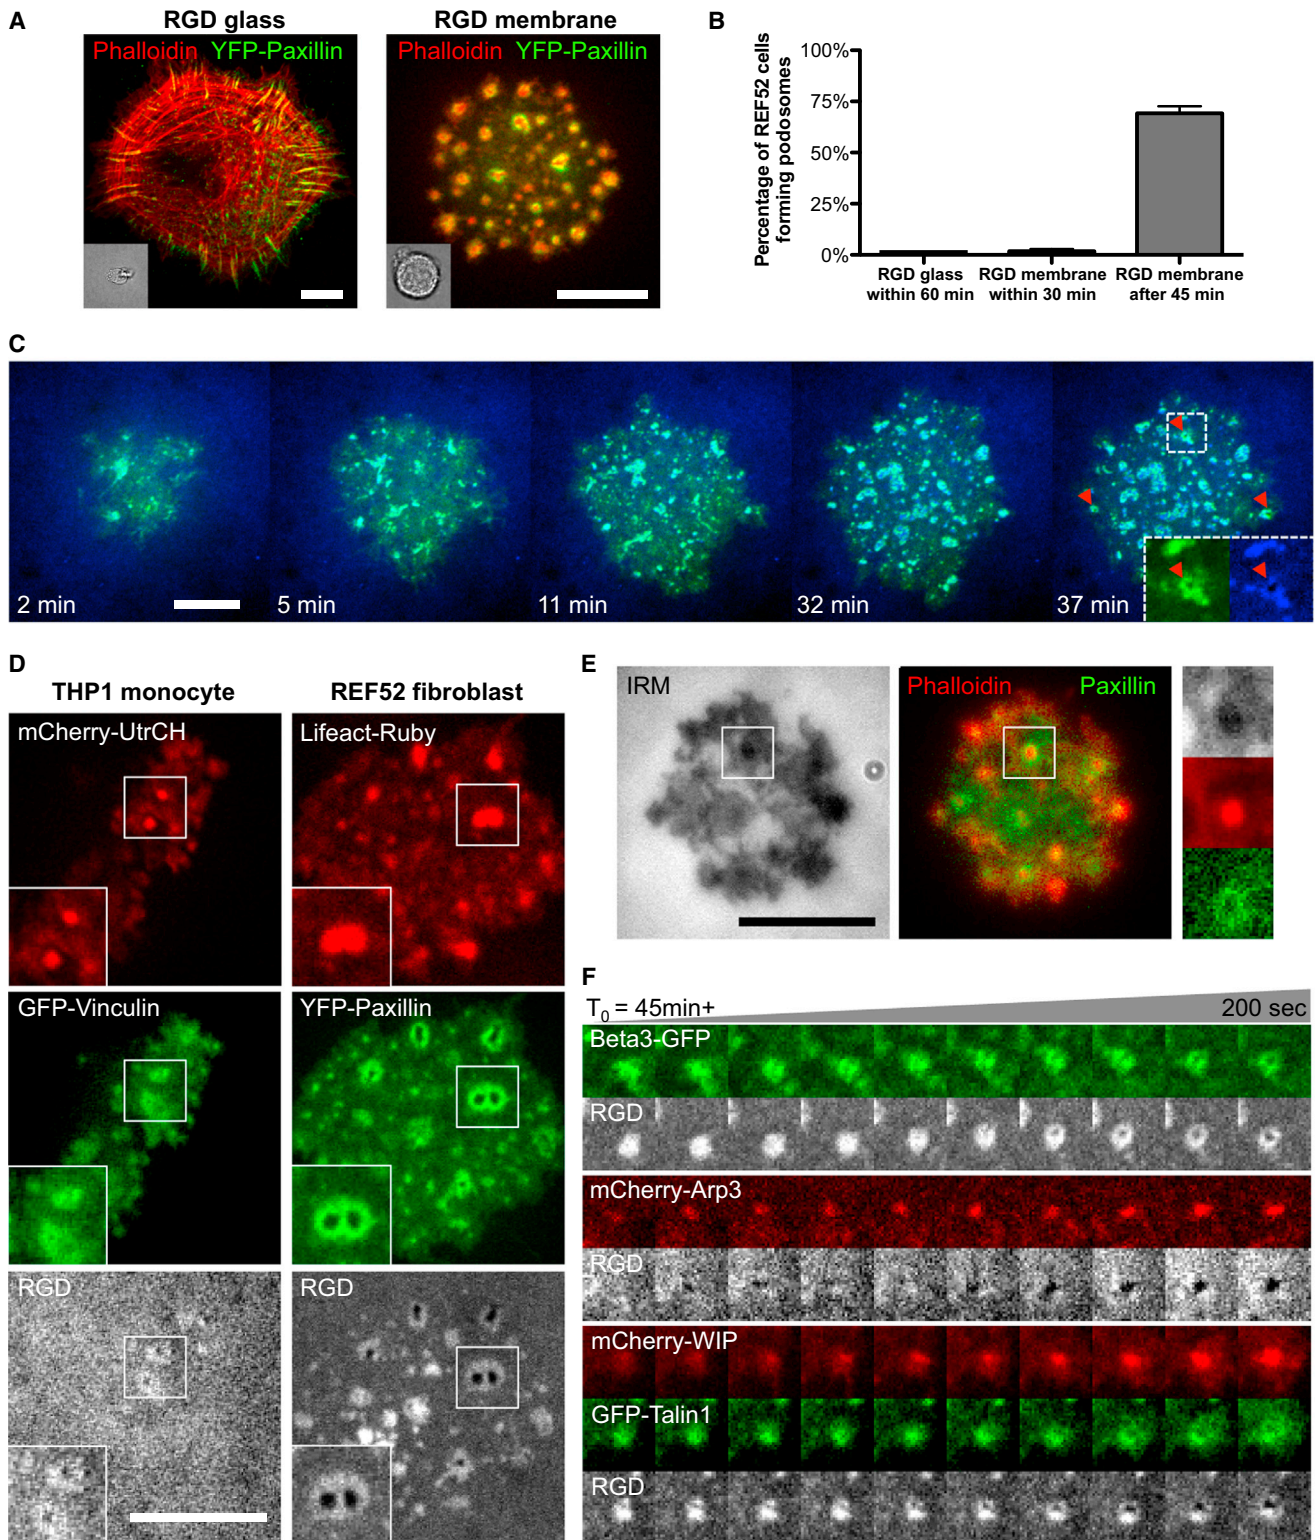 A
RGD glass
Phalloidin YFP-Paxillin
RGD membrane
Phalloidin YFP-Paxillin
B
Percentage of REF52 cells
forming podosomes
100%
75%
50%
25%
0%
RGD glass
within 60 min
RGD membrane
within 30 min
RGD membrane
after 45 min
C
2 min
5 min
11 min
32 min
37 min
D
THP1 monocyte
REF52 fibroblast
mCherry-UtrCH
Lifeact-Ruby
GFP-Vinculin
YFP-Paxillin
RGD
RGD
E
IRM
Phalloidin
Paxillin
F
T0 = 45min+
200 sec
Beta3-GFP
RGD
mCherry-Arp3
RGD
mCherry-WIP
GFP-Talin1
RGD